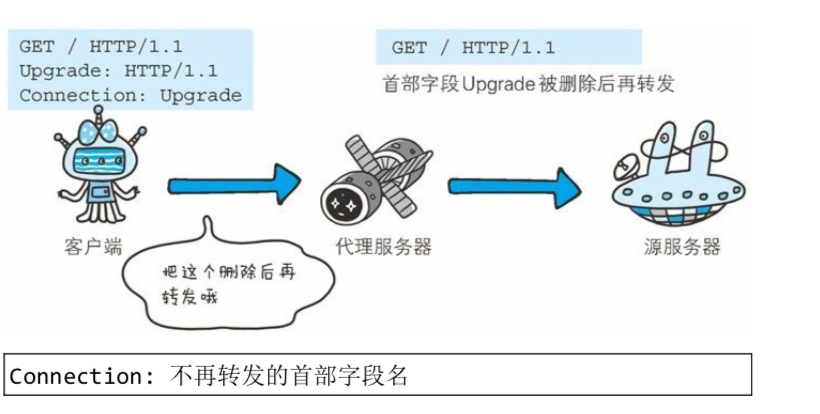 GET / HTTP/1.1
Upgrade: HTTP/1.1
Connection: Upgrade
GET / HTTP/1.1
首部字段Upgrade被删除后再转发
客户端
代理服务器
源服务器
把这个删除后再
转发哦
Connection: 不再转发的首部字段名